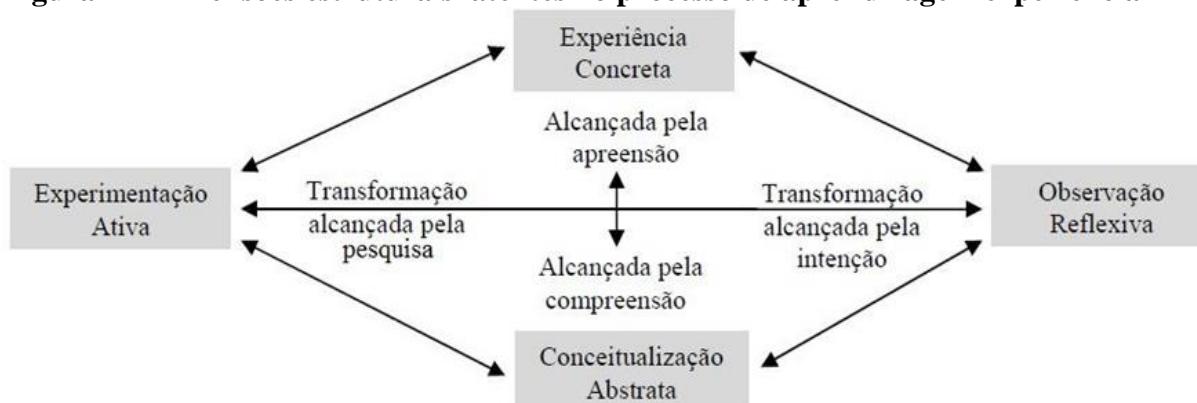 Experiência
Concreta
Alcançada pela
apreensão
Experimentação
Ativa
Transformação
alcançada pela
pesquisa
Transformação
alcançada pela
intenção
Observação
Reflexiva
Alcançada pela
compreensão
Conceitualização
Abstrata